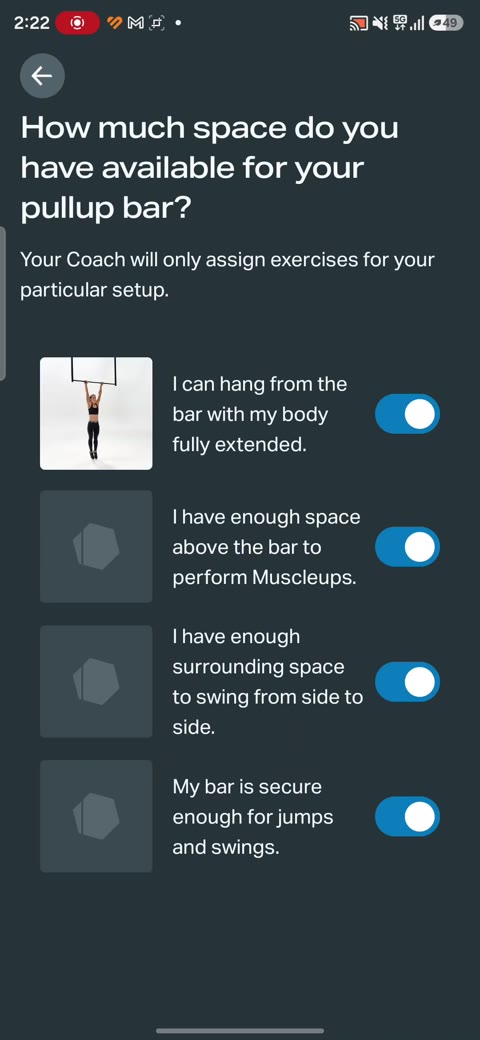 2:22
5G
49
How much space do you
have available for your
pullup bar?
Your Coach will only assign exercises for your
particular setup.
I can hang from the
bar with my body
fully extended.
I have enough space
above the bar to
perform Muscleups.
I have enough
surrounding space
to swing from side to
side.
My bar is secure
enough for jumps
and swings.